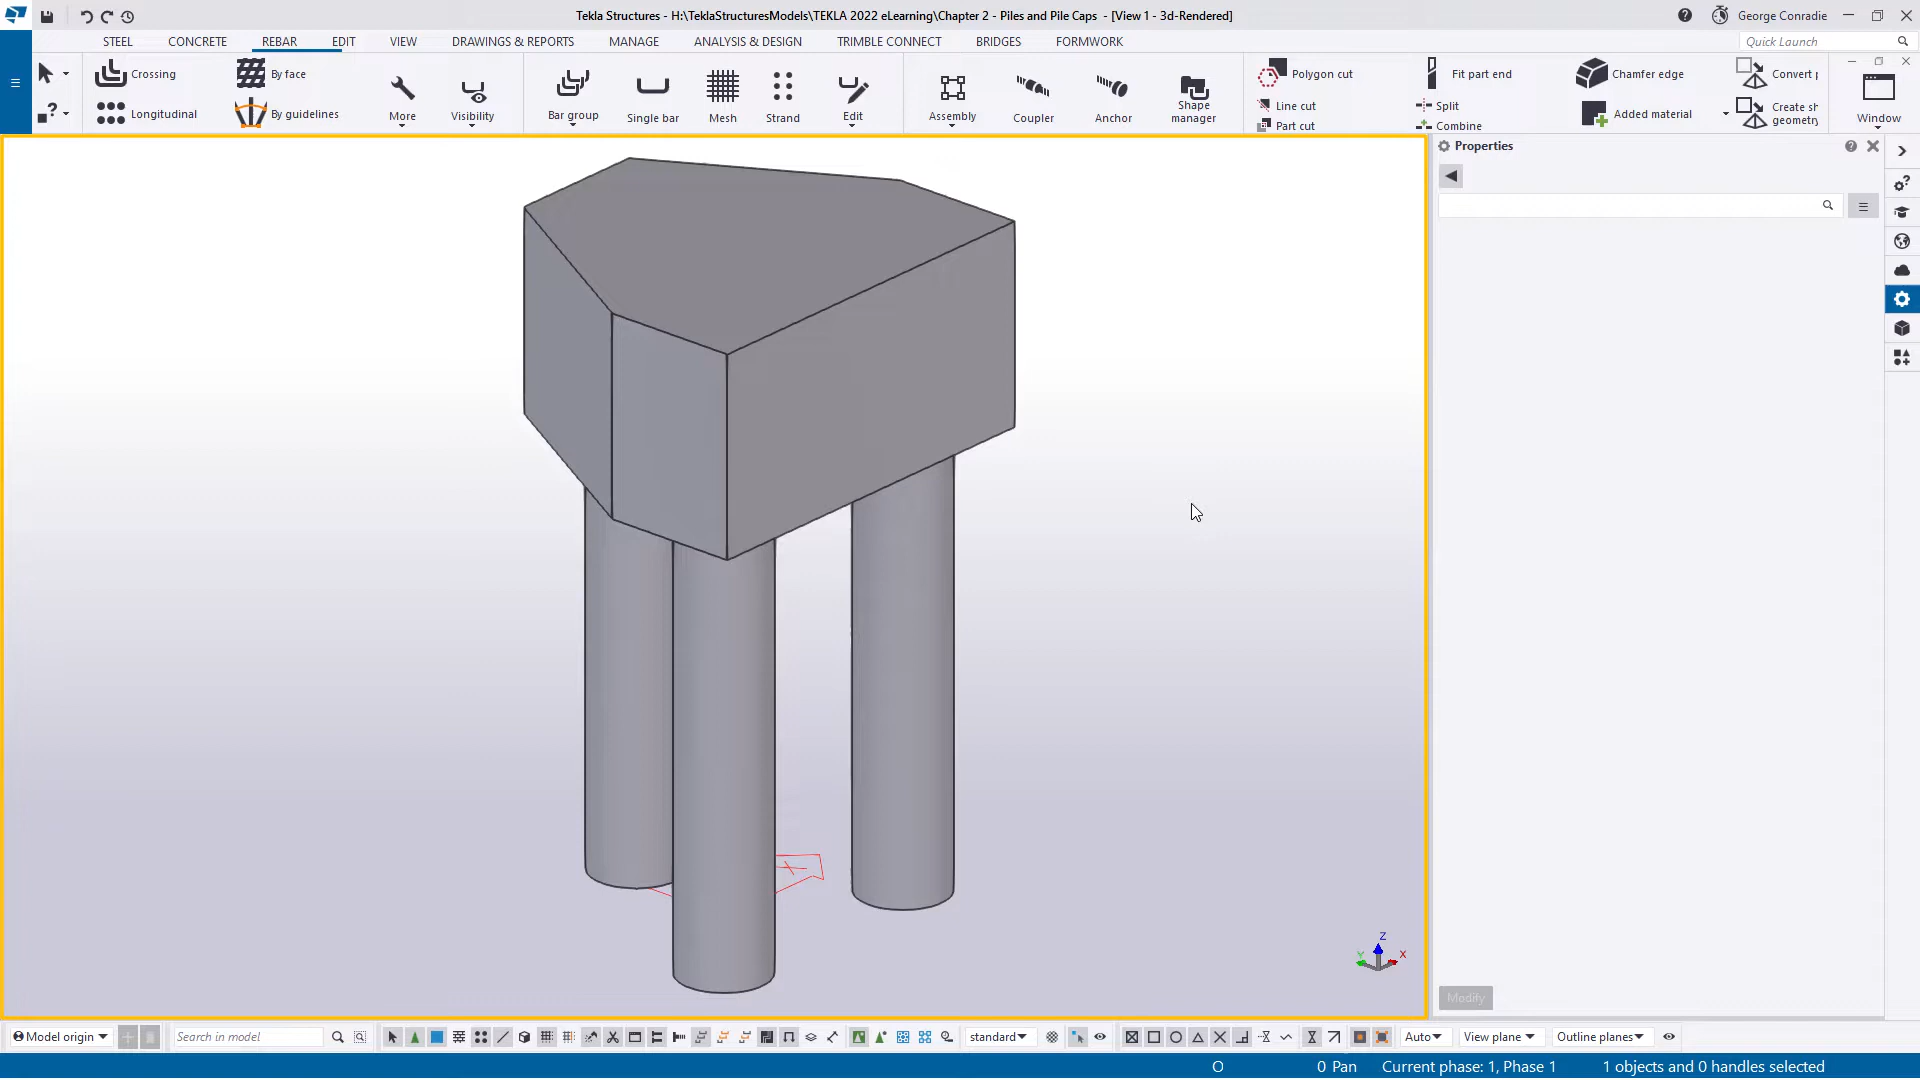 Tekla Structures - H:\TeklaStructuresModels\TEKLA 2022 eLearning\Chapter 2 - Piles and Pile Caps - [View 1 - 3d-Rendered]
George Conradie
STEEL CONCRETE REBAR EDIT VIEW DRAWINGS & REPORTS MANAGE ANALYSIS & DESIGN TRIMBLE CONNECT BRIDGES FORMWORK
Quick Launch
Crossing
By face
Longitudinal
By guidelines
More
Visibility
Bar group
Single bar
Mesh
Strand
Edit
Assembly
Coupler
Anchor
Shape
manager
Polygon cut
Line cut
Part cut
Fit part end
Split
Combine
Chamfer edge
Added material
Convert
Create sh
geometry
Window
Properties
Z
Y
X
Modify
Model origin
Search in model
standard
Auto
View plane
Outline planes
O
0 Pan
Current phase: 1, Phase 1
1 objects and 0 handles selected